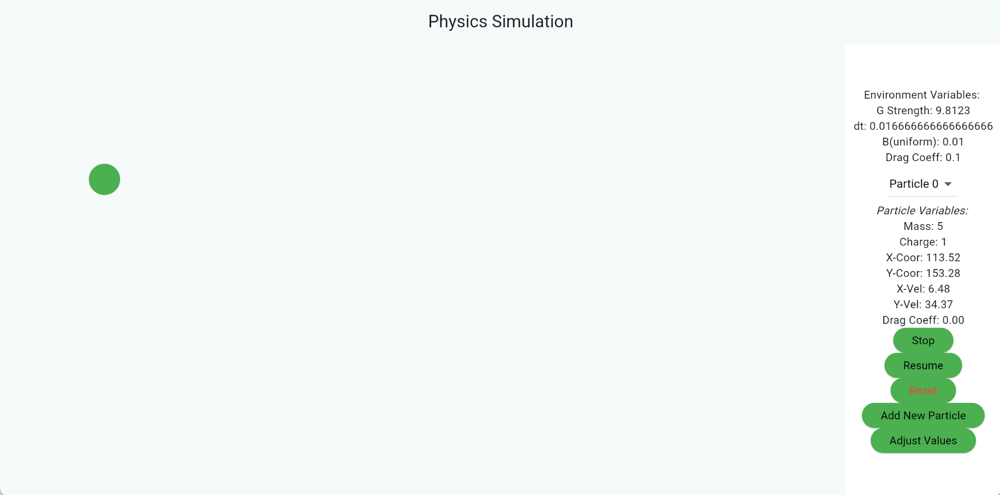 Physics Simulation
Environment Variables:
G Strength: 9.8123
dt: 0.016666666666666666
B(uniform): 0.01
Drag Coeff: 0.1
Particle 0
Particle Variables:
Mass: 5
Charge: 1
X-Coor: 113.52
Y-Coor: 153.28
X-Vel: 6.48
Y-Vel: 34.37
Drag Coeff: 0.00
Stop
Resume
Reset
Add New Particle
Adjust Values